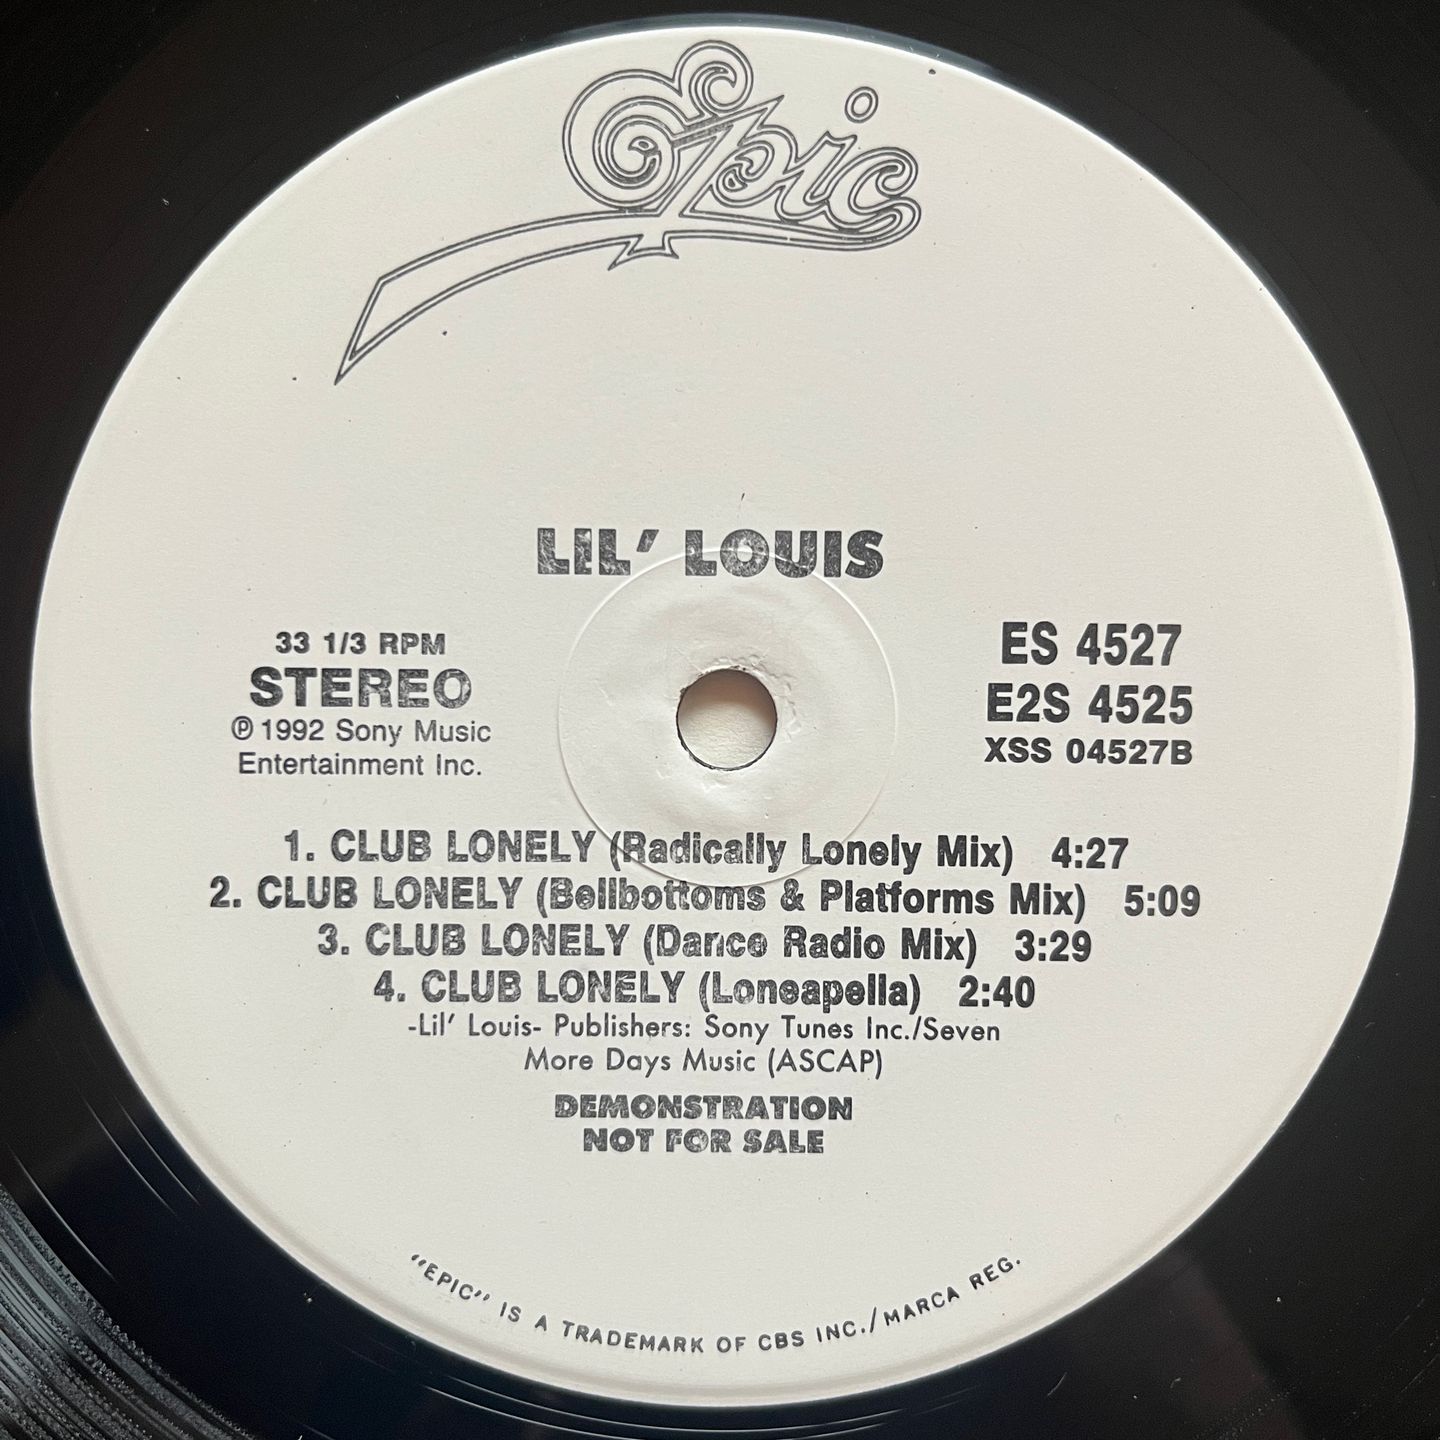 Epic
LIL' LOUIS
33 1/3 RPM
STEREO
℗ 1992 Sony Music
Entertainment Inc.
ES 4527
E2S 4525
XSS 04527B
1. CLUB LONELY (Radically Lonely Mix) 4:27
2. CLUB LONELY (Bellbottoms & Platforms Mix) 5:09
3. CLUB LONELY (Dance Radio Mix) 3:29
4. CLUB LONELY (Loneapella) 2:40
-Lil' Louis- Publishers: Sony Tunes Inc./Seven
More Days Music (ASCAP)
DEMONSTRATION
NOT FOR SALE
"EPIC" IS A TRADEMARK OF CBS INC./MARCA REG.